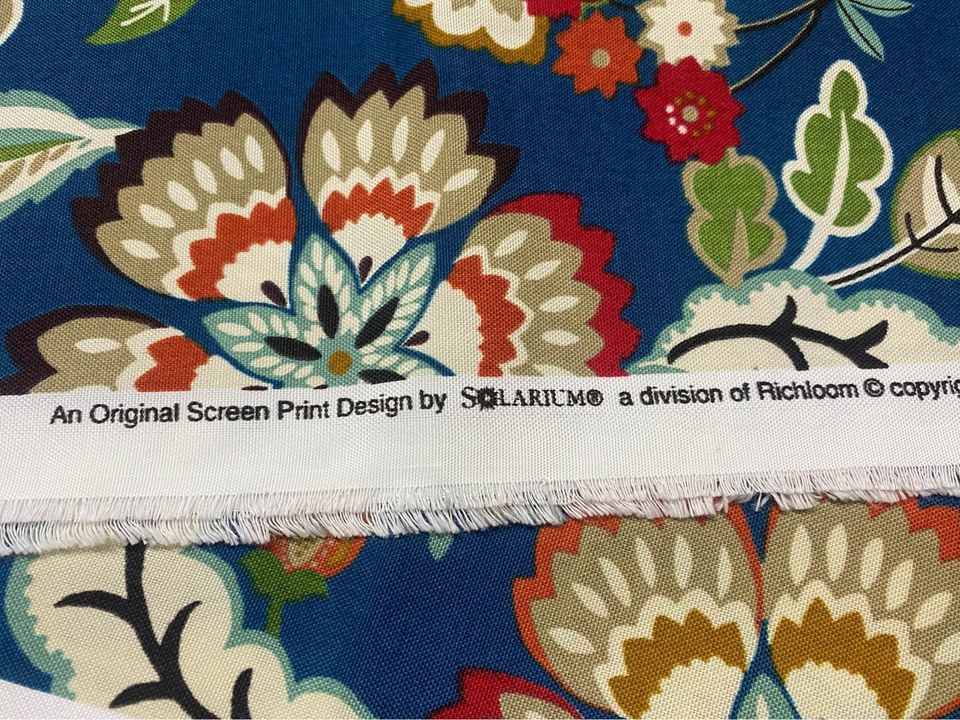 An Original Screen Print Design by SOLARIUM® a division of Richloom © copyrig